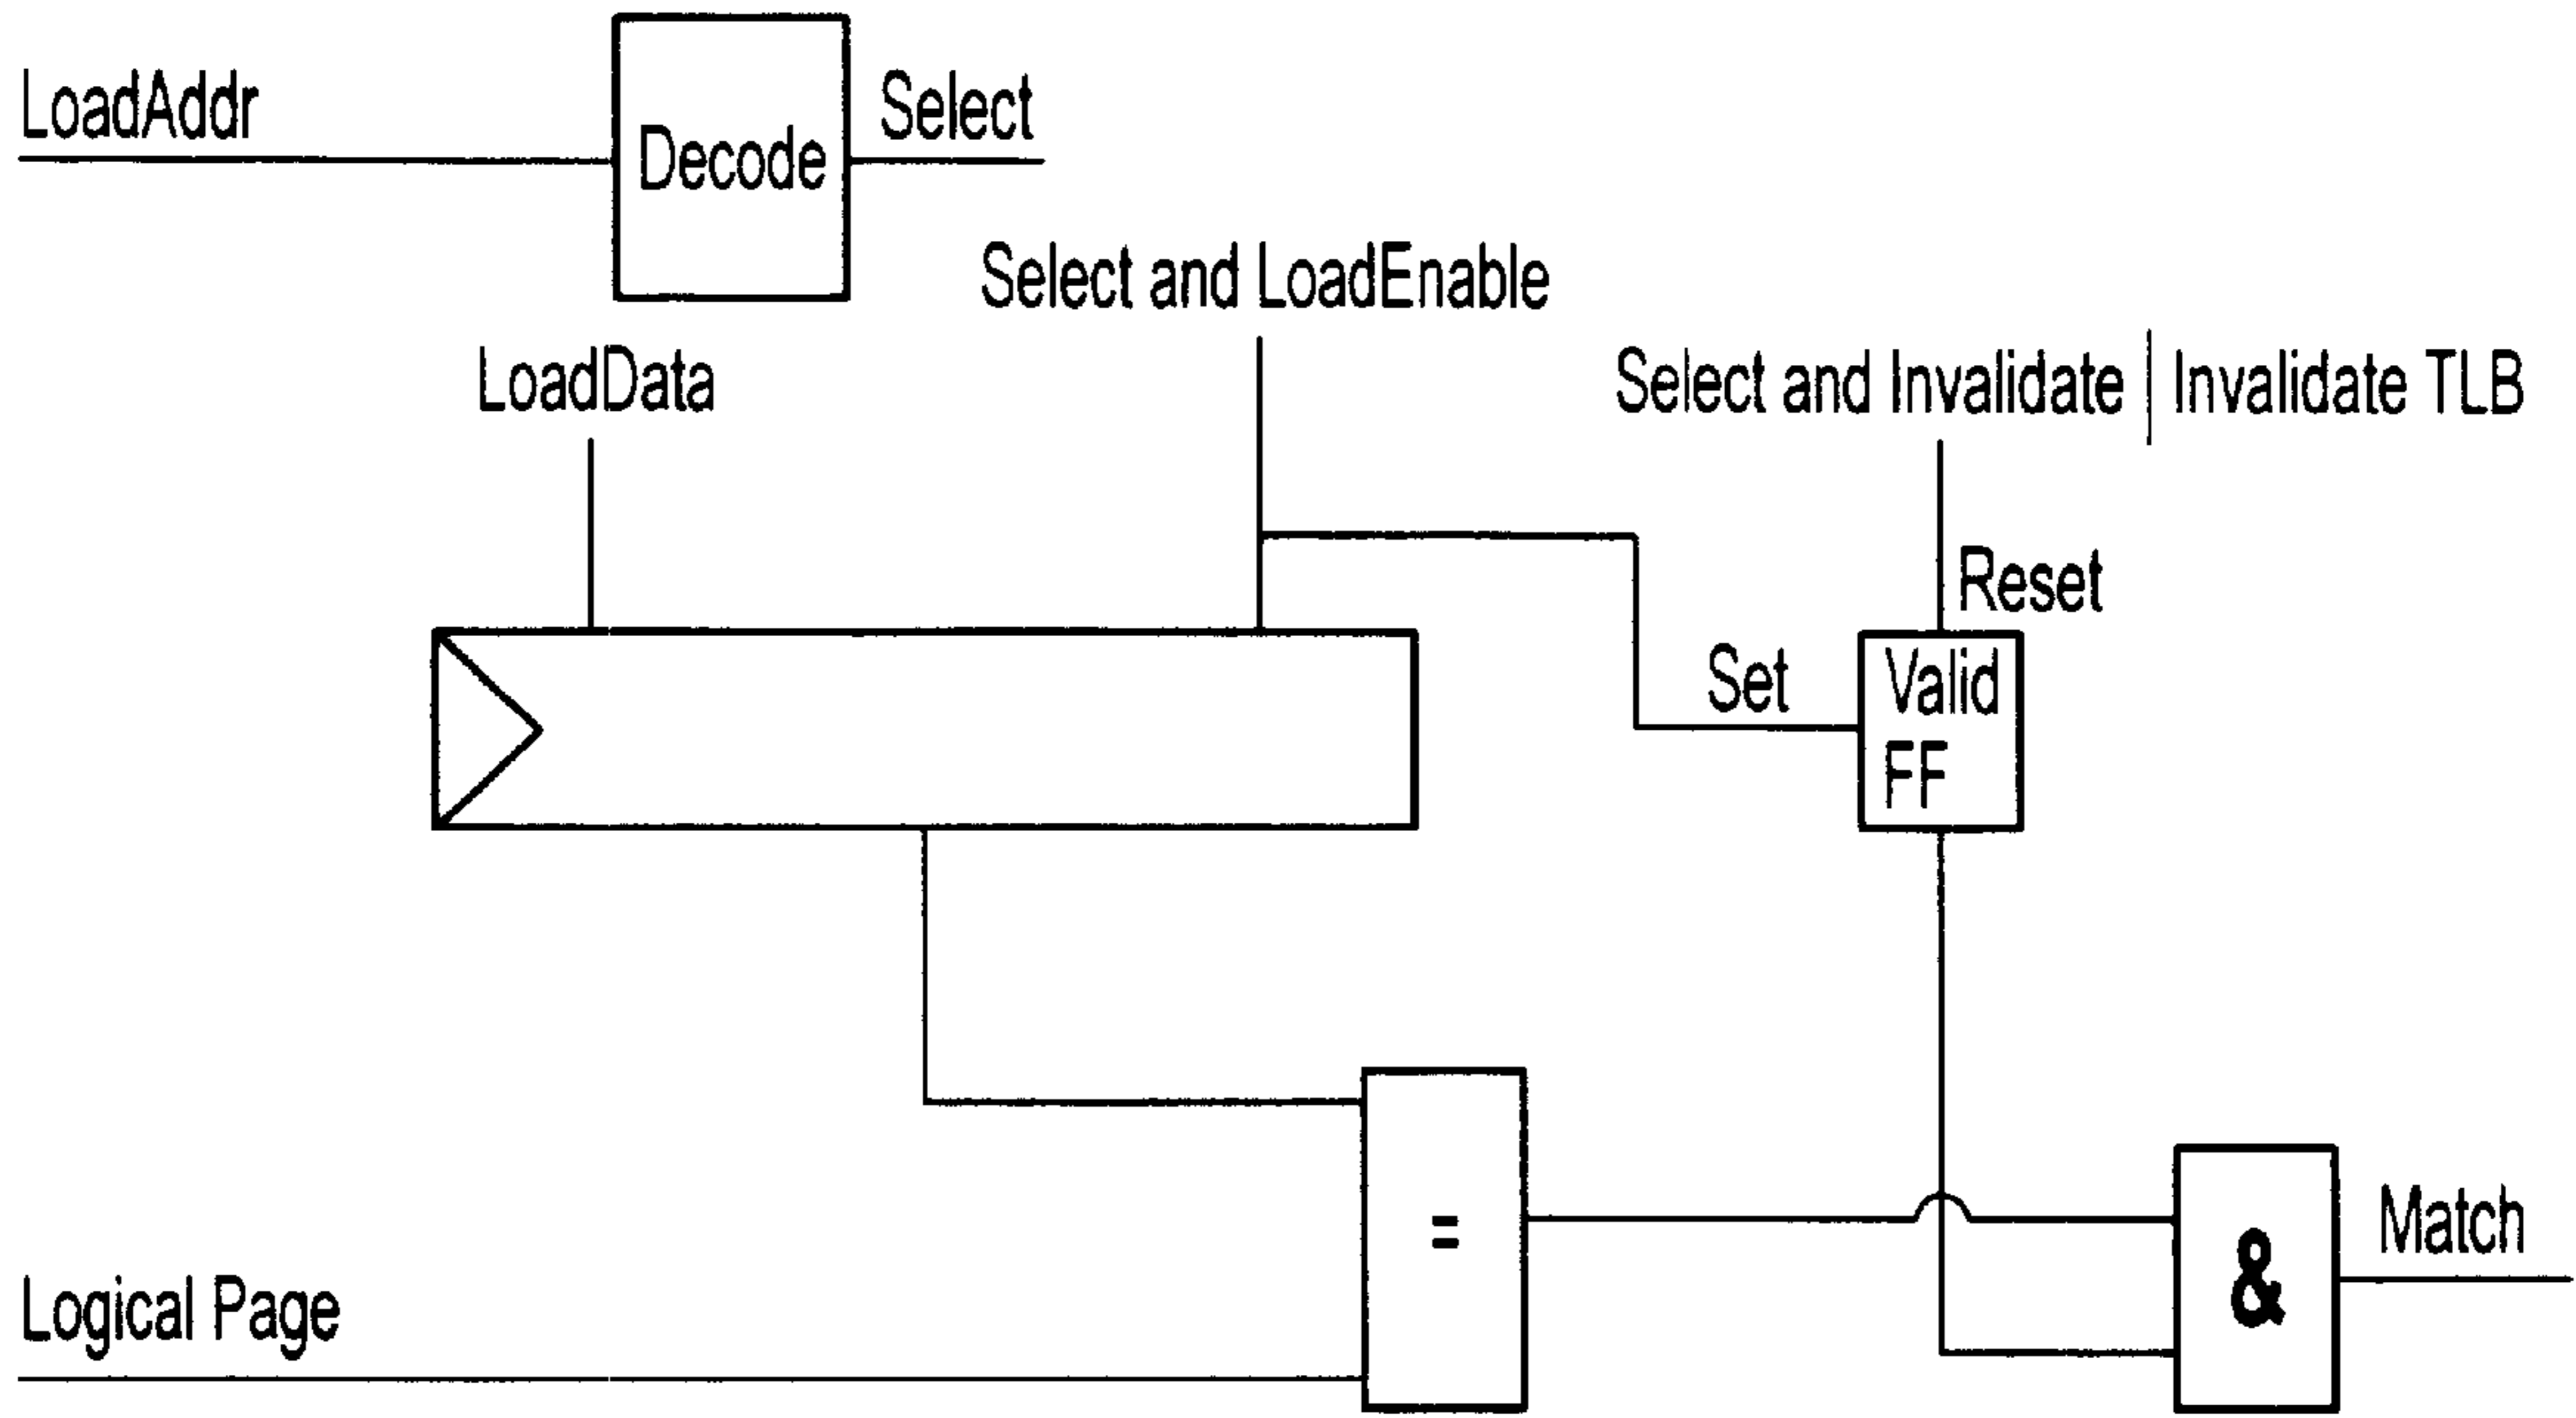 LoadAddr
Decode
Select
Select and LoadEnable
LoadData
Select and Invalidate | Invalidate TLB
Reset
Set
Valid
FF
=
&
Match
Logical Page